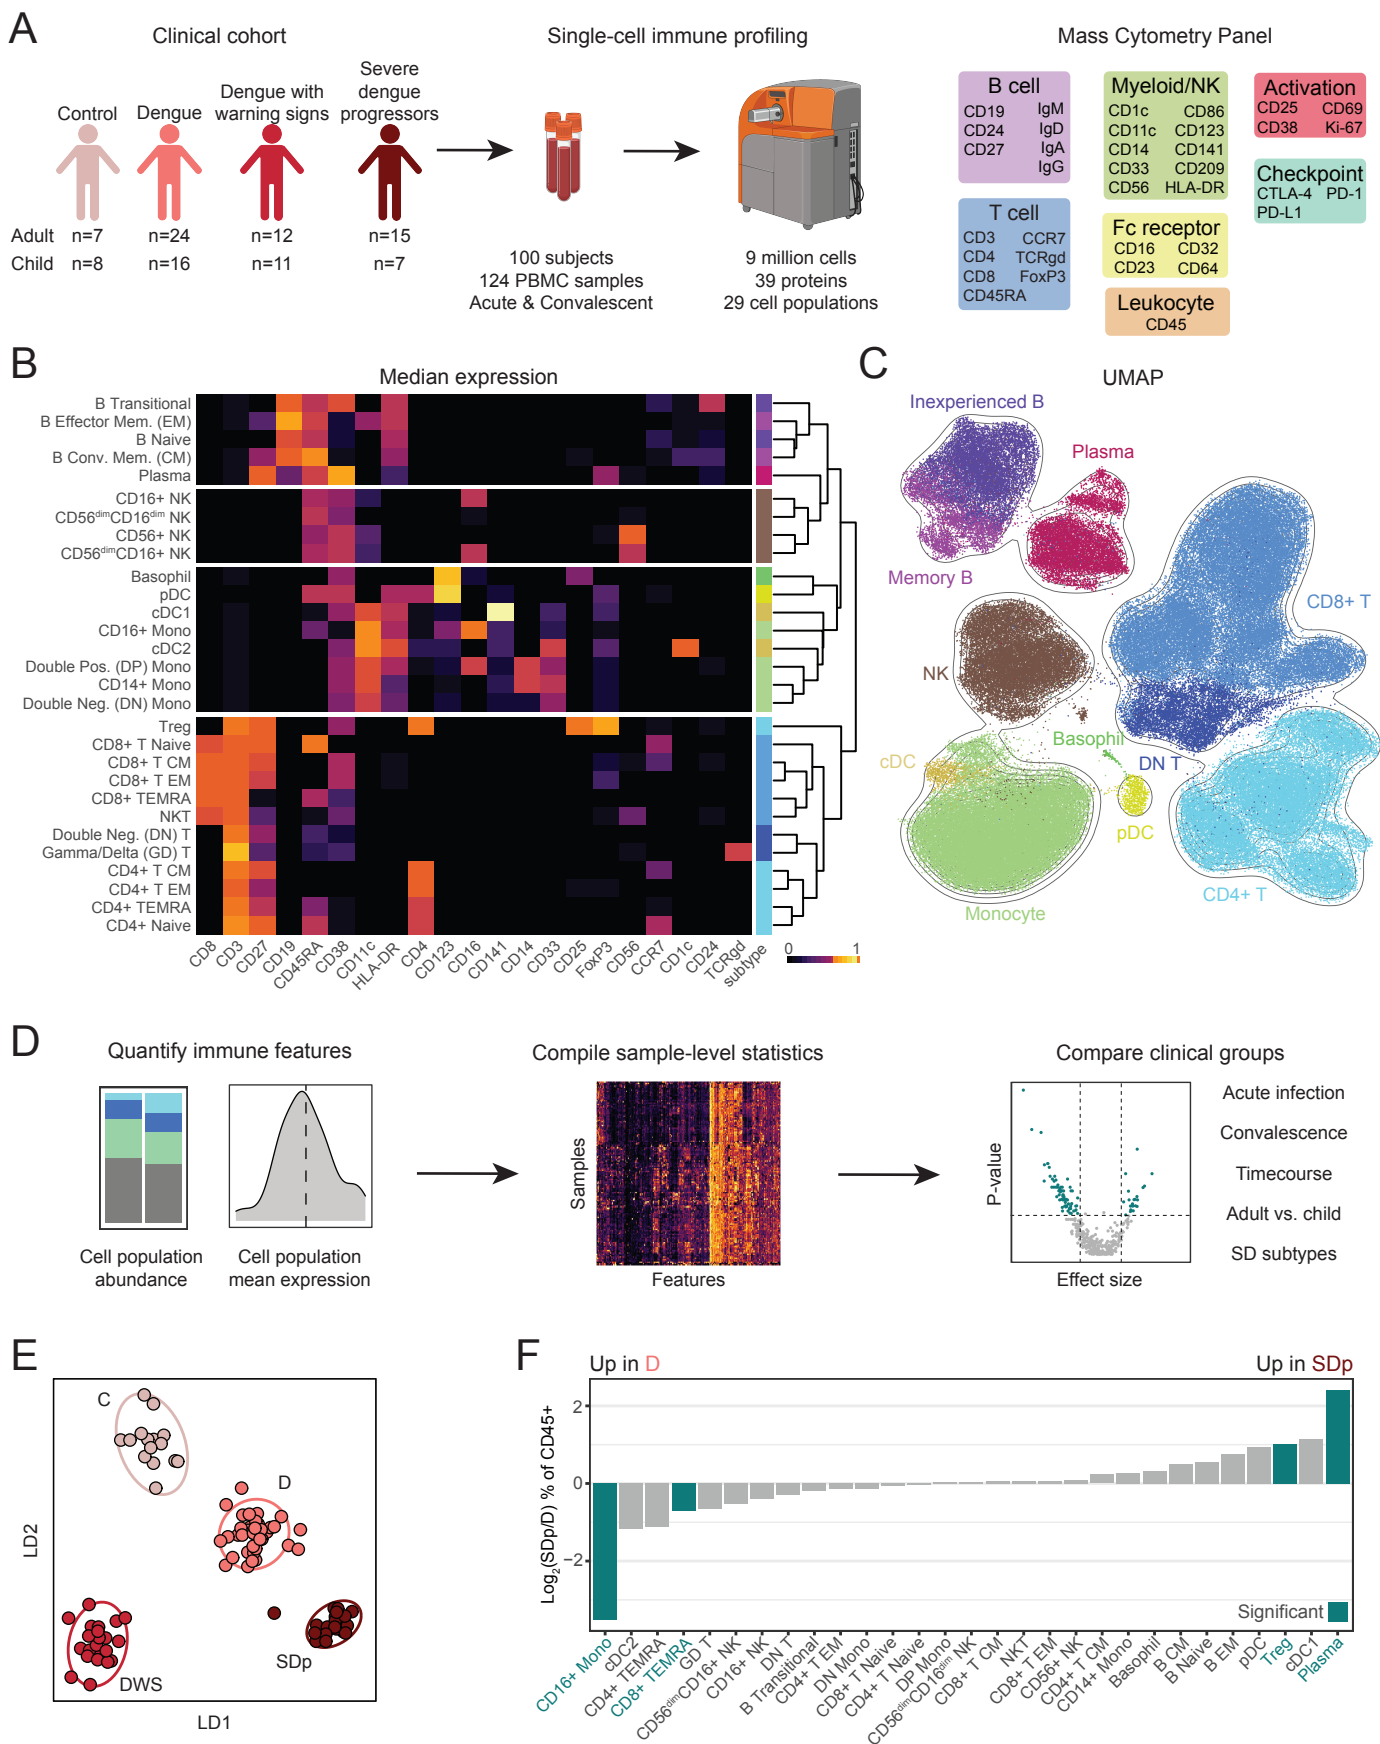 A
Clinical cohort
Single-cell immune profiling
Mass Cytometry Panel
Control
Dengue
Dengue with
warning signs
Severe
dengue
progressors
Adult n=7 n=24 n=12 n=15
Child n=8 n=16 n=11 n=7
100 subjects
124 PBMC samples
Acute & Convalescent
9 million cells
39 proteins
29 cell populations
B cell
CD19 IgM
CD24 IgD
CD27 IgA
IgG
T cell
CD3 CCR7
CD4 TCRgd
CD8 FoxP3
CD45RA
Myeloid/NK
CD1c CD86
CD11c CD123
CD14 CD141
CD33 CD209
CD56 HLA-DR
Fc receptor
CD16 CD32
CD23 CD64
Leukocyte
CD45
Activation
CD25 CD69
CD38 Ki-67
Checkpoint
CTLA-4 PD-1
PD-L1
B
Median expression
B Transitional
B Effector Mem. (EM)
B Naive
B Conv. Mem. (CM)
Plasma
CD16+ NK
CD56dimCD16dim NK
CD56+ NK
CD56dimCD16+ NK
Basophil
pDC
cDC1
CD16+ Mono
cDC2
Double Pos. (DP) Mono
CD14+ Mono
Double Neg. (DN) Mono
Treg
CD8+ T Naive
CD8+ T CM
CD8+ T EM
CD8+ TEMRA
NKT
Double Neg. (DN) T
Gamma/Delta (GD) T
CD4+ T CM
CD4+ T EM
CD4+ TEMRA
CD4+ Naive
CD8
CD3
CD27
CD19
CD45RA
CD38
CD11c
HLA-DR
CD4
CD123
CD16
CD141
CD14
CD33
CD25
FoxP3
CD56
CCR7
CD1c
CD24
TCRgd
subtype
0 1
C
UMAP
Inexperienced B
Plasma
Memory B
CD8+ T
NK
Basophil
cDC
DN T
pDC
CD4+ T
Monocyte
D
Quantify immune features
Compile sample-level statistics
Compare clinical groups
Cell population
abundance
Cell population
mean expression
Samples
Features
P-value
Effect size
Acute infection
Convalescence
Timecourse
Adult vs. child
SD subtypes
E
C
D
DWS
SDp
LD2
LD1
F
Up in D
Up in SDp
Log2(SDp/D) % of CD45+
2
0
−2
Significant
CD16+ Mono
cDC2
CD4+ TEMRA
CD8+ TEMRA
GD T
CD56dimCD16+ NK
CD16+ NK
DN T
B Transitional
CD4+ T EM
DN Mono
CD8+ T Naive
CD4+ T Naive
DP Mono
CD56dimCD16dim NK
CD8+ T CM
NKT
CD8+ T EM
CD56+ NK
CD4+ T CM
CD14+ Mono
Basophil
B CM
B Naive
B EM
pDC
Treg
cDC1
Plasma